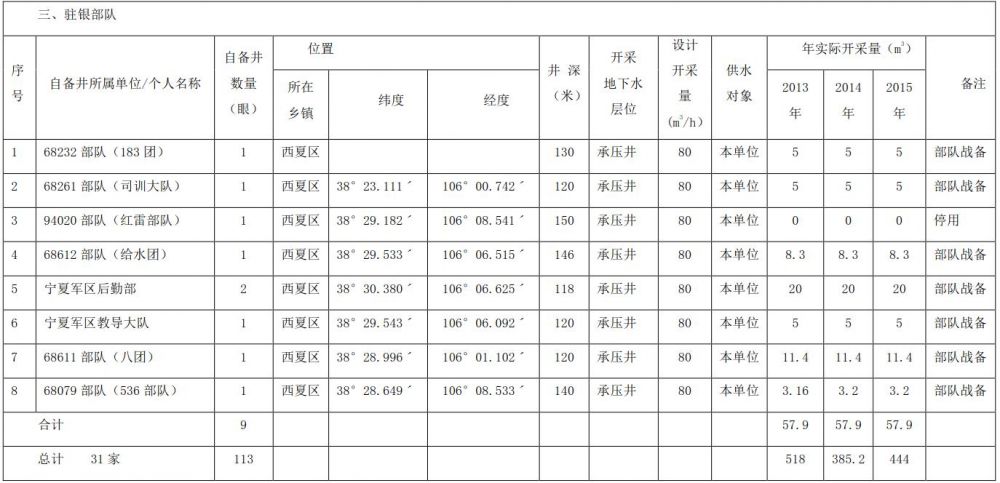 三、驻银部队
序号 自备井所属单位/个人名称 自备井数量（眼） 位置 井 深（米） 开采地下水层位 设计开采量(m³/h) 供水对象 年实际开采量（m³） 备注
所在乡镇 纬度 经度 2013年 2014年 2015年
1 68232 部队（183 团） 1 西夏区 130 承压井 80 本单位 5 5 5 部队战备
2 68261 部队（司训大队） 1 西夏区 38° 23.111′ 106° 00.742′ 120 承压井 80 本单位 5 5 5 部队战备
3 94020 部队（红雷部队） 1 西夏区 38° 29.182′ 106° 08.541′ 150 承压井 80 本单位 0 0 0 停用
4 68612 部队（给水团） 1 西夏区 38° 29.533′ 106° 06.515′ 146 承压井 80 本单位 8.3 8.3 8.3 部队战备
5 宁夏军区后勤部 2 西夏区 38° 30.380′ 106° 06.625′ 118 承压井 80 本单位 20 20 20 部队战备
6 宁夏军区教导大队 1 西夏区 38° 29.543′ 106° 06.092′ 120 承压井 80 本单位 5 5 5 部队战备
7 68611 部队（八团） 1 西夏区 38° 28.996′ 106° 01.102′ 120 承压井 80 本单位 11.4 11.4 11.4 部队战备
8 68079 部队（536 部队） 1 西夏区 38° 28.649′ 106° 08.533′ 140 承压井 80 本单位 3.16 3.2 3.2 部队战备
合计 9 57.9 57.9 57.9
总计 31 家 113 518 385.2 444